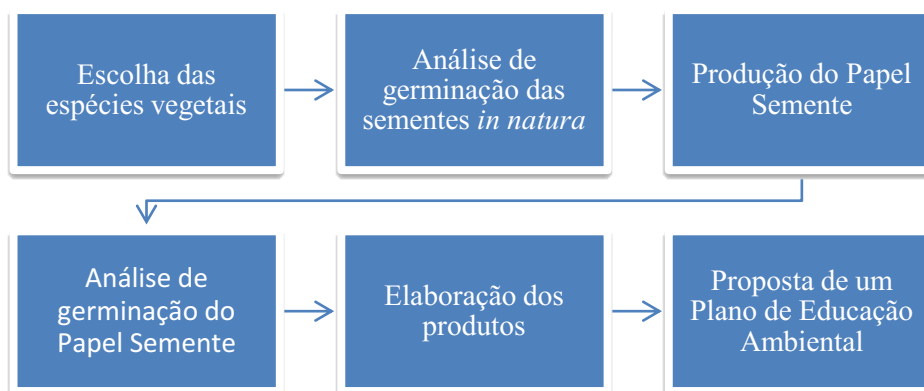 Escolha das
espécies vegetais
Análise de
germinação das
sementes in natura
Produção do Papel
Semente
Análise de
germinação do
Papel Semente
Elaboração dos
produtos
Proposta de um
Plano de Educação
Ambiental